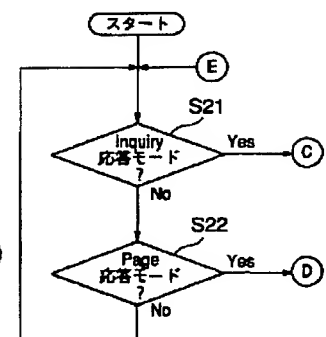 スタート
E
S21
Inquiry
応答モード
?
Yes
C
No
S22
Page
応答モード
?
Yes
D
No